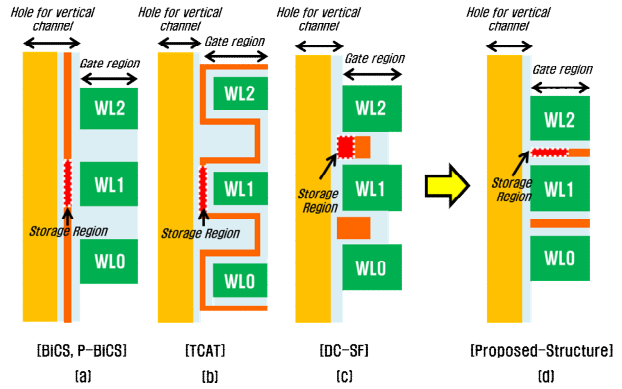 Hole for vertical
channel
Gate region
WL2
WL1
Storage Region
WL0
[BiCS, P-BiCS]
(a)
Hole for vertical
channel
Gate region
WL2
WL1
Storage Region
WL0
[TCAT]
(b)
Hole for vertical
channel
Gate region
WL2
WL1
Storage
Region
WL0
[DC-SF]
(c)
Hole for vertical
channel
Gate region
WL2
WL1
Storage
Region
WL0
[Proposed-Structure]
(d)